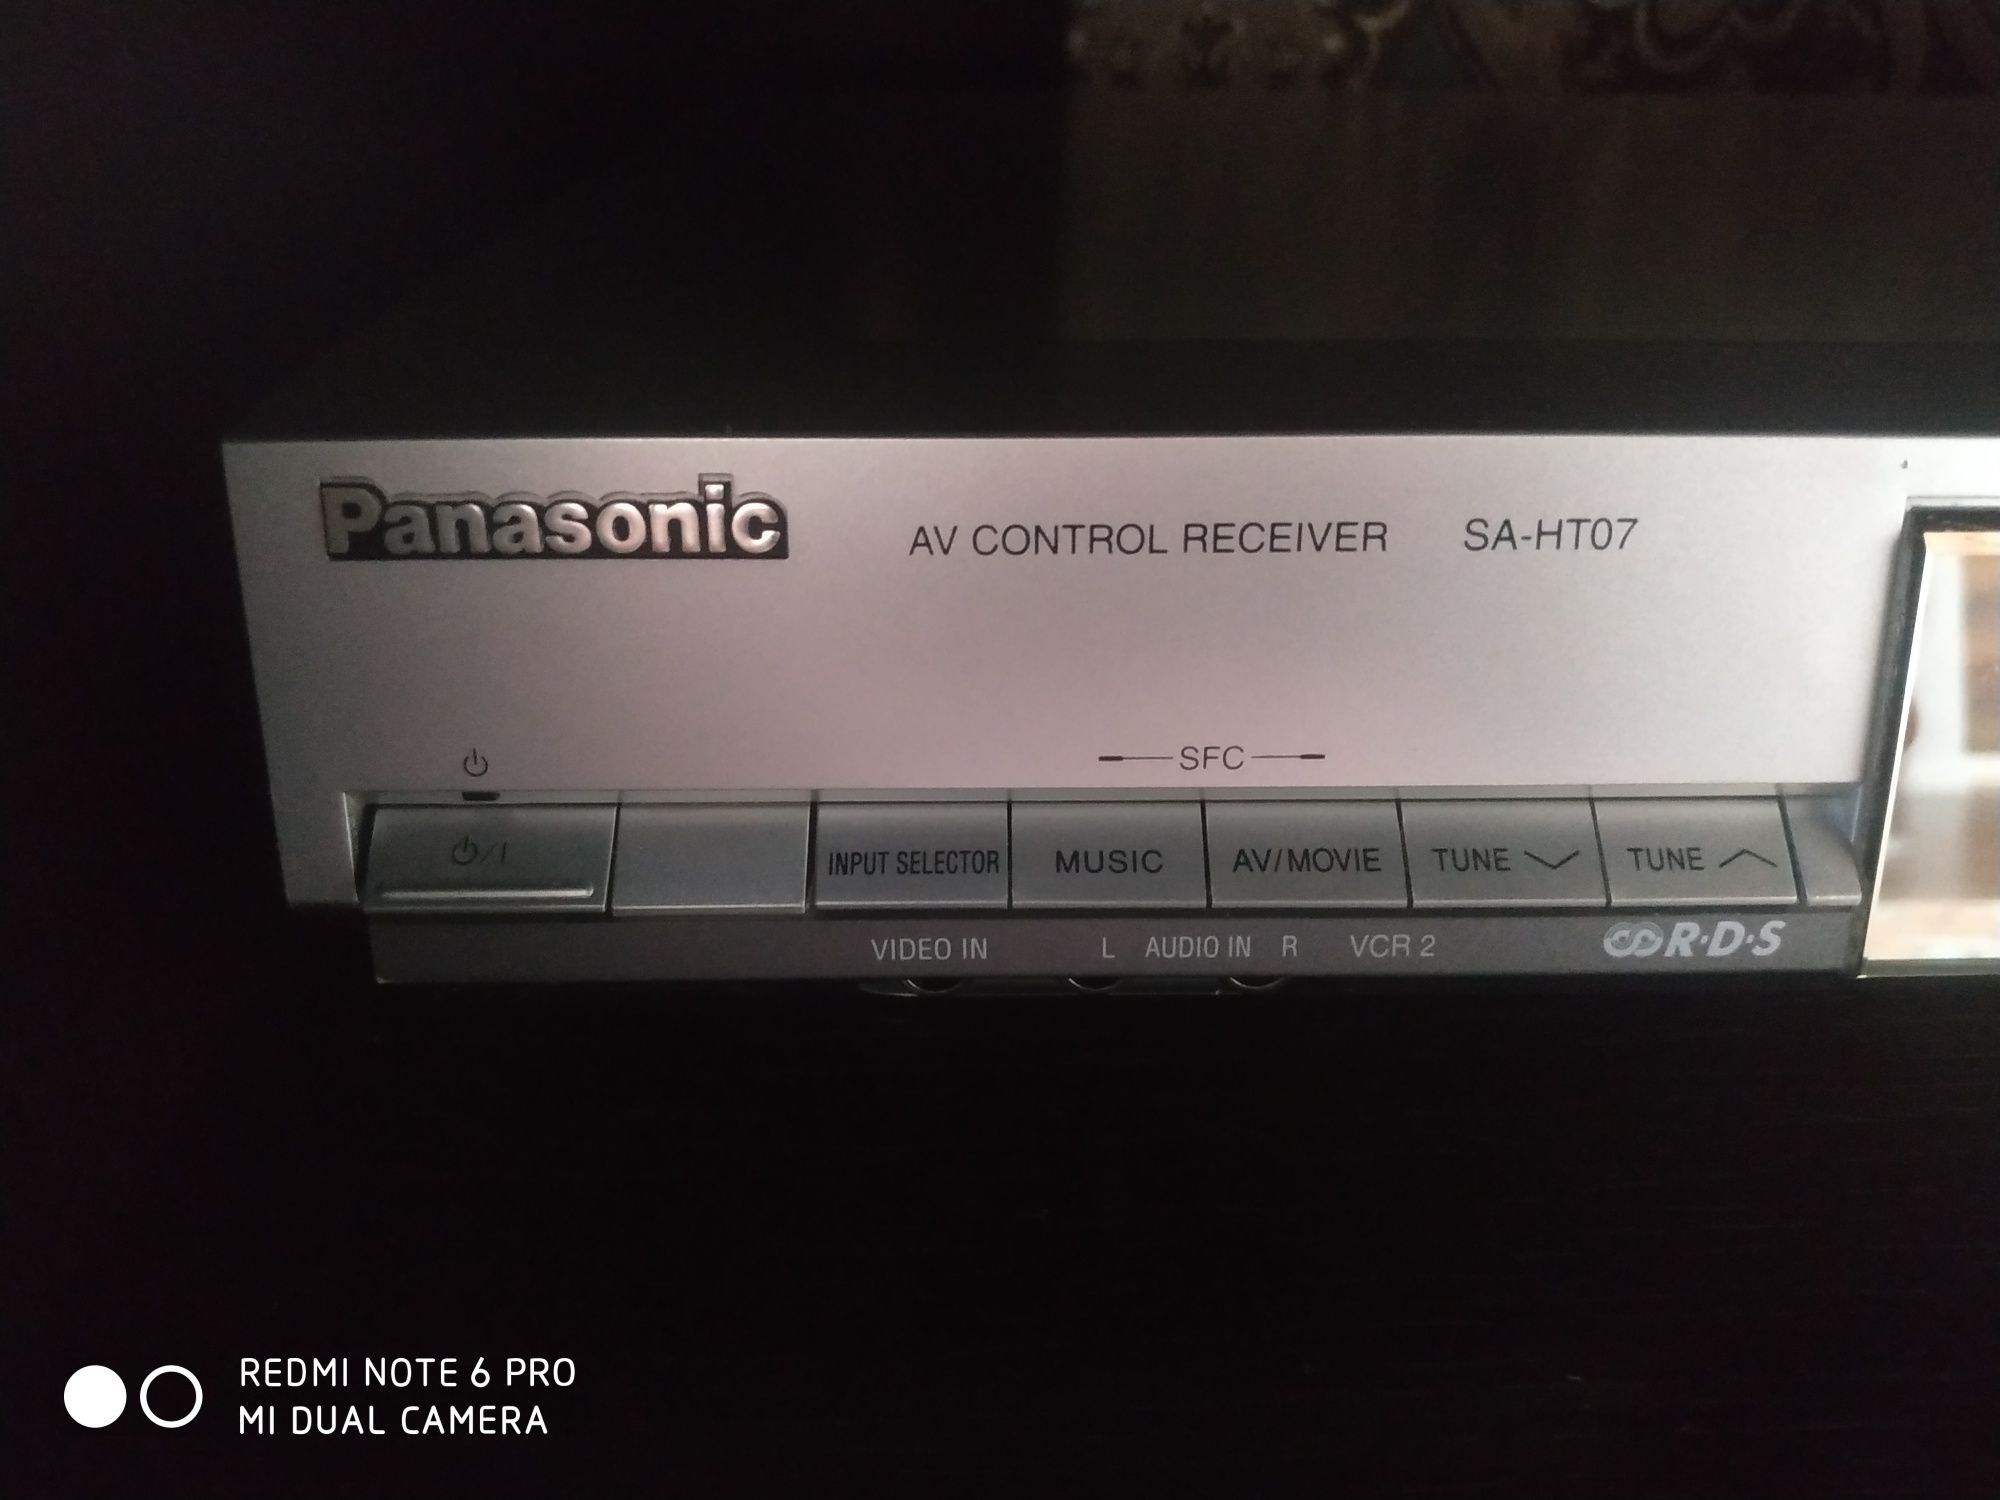 Panasonic
AV CONTROL RECEIVER SA-HT07
SFC
INPUT SELECTOR MUSIC AV/MOVIE TUNE TUNE
VIDEO IN L AUDIO IN R VCR 2 R·D·S
REDMI NOTE 6 PRO
MI DUAL CAMERA